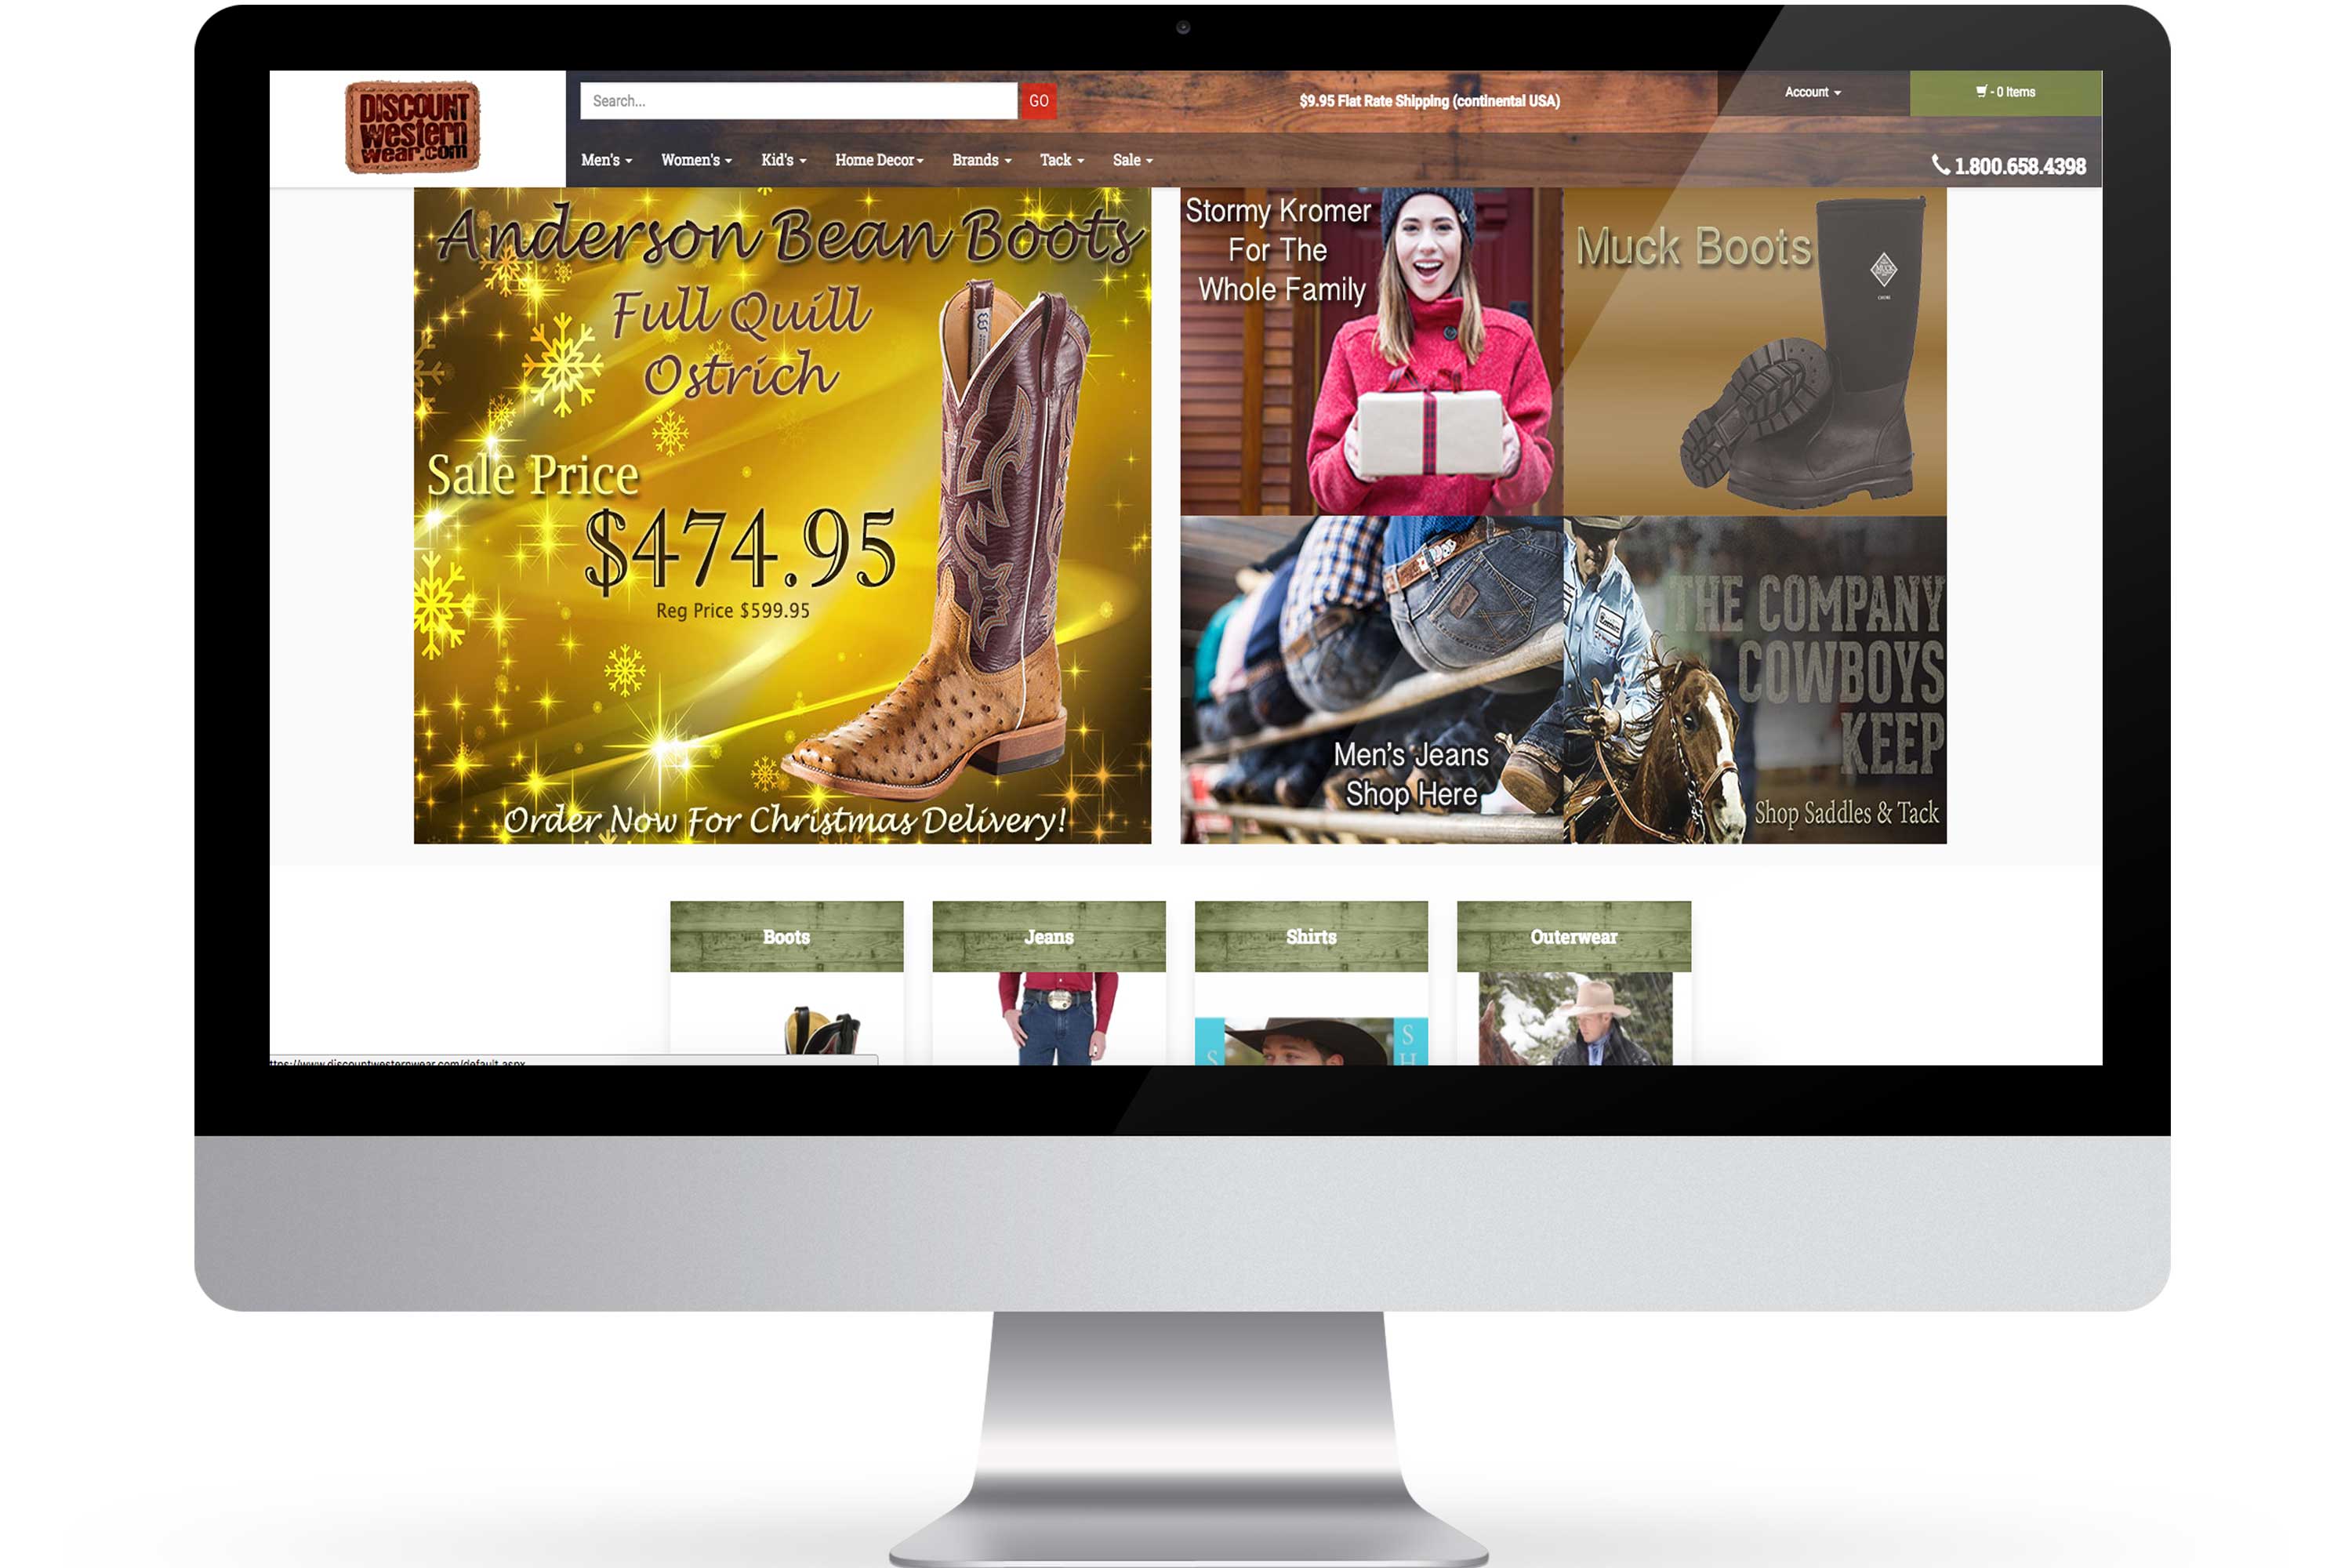 DISCOUNT
western
wear.com
Search...
GO
$9.95 Flat Rate Shipping (continental USA)
Account
- 0 Items
Men's
Women's
Kid's
Home Decor
Brands
Tack
Sale
1.800.658.4398
Anderson Bean Boots
Full Quill
Ostrich
Sale Price
$474.95
Reg Price $599.95
Order Now For Christmas Delivery!
Stormy Kromer
For The
Whole Family
Muck Boots
MUCK
Men's Jeans
Shop Here
THE COMPANY
COWBOYS
KEEP
Shop Saddles & Tack
Boots
Jeans
Shirts
Outerwear
S
S
H
ttps://www.discountwesternwear.com/default.aspx